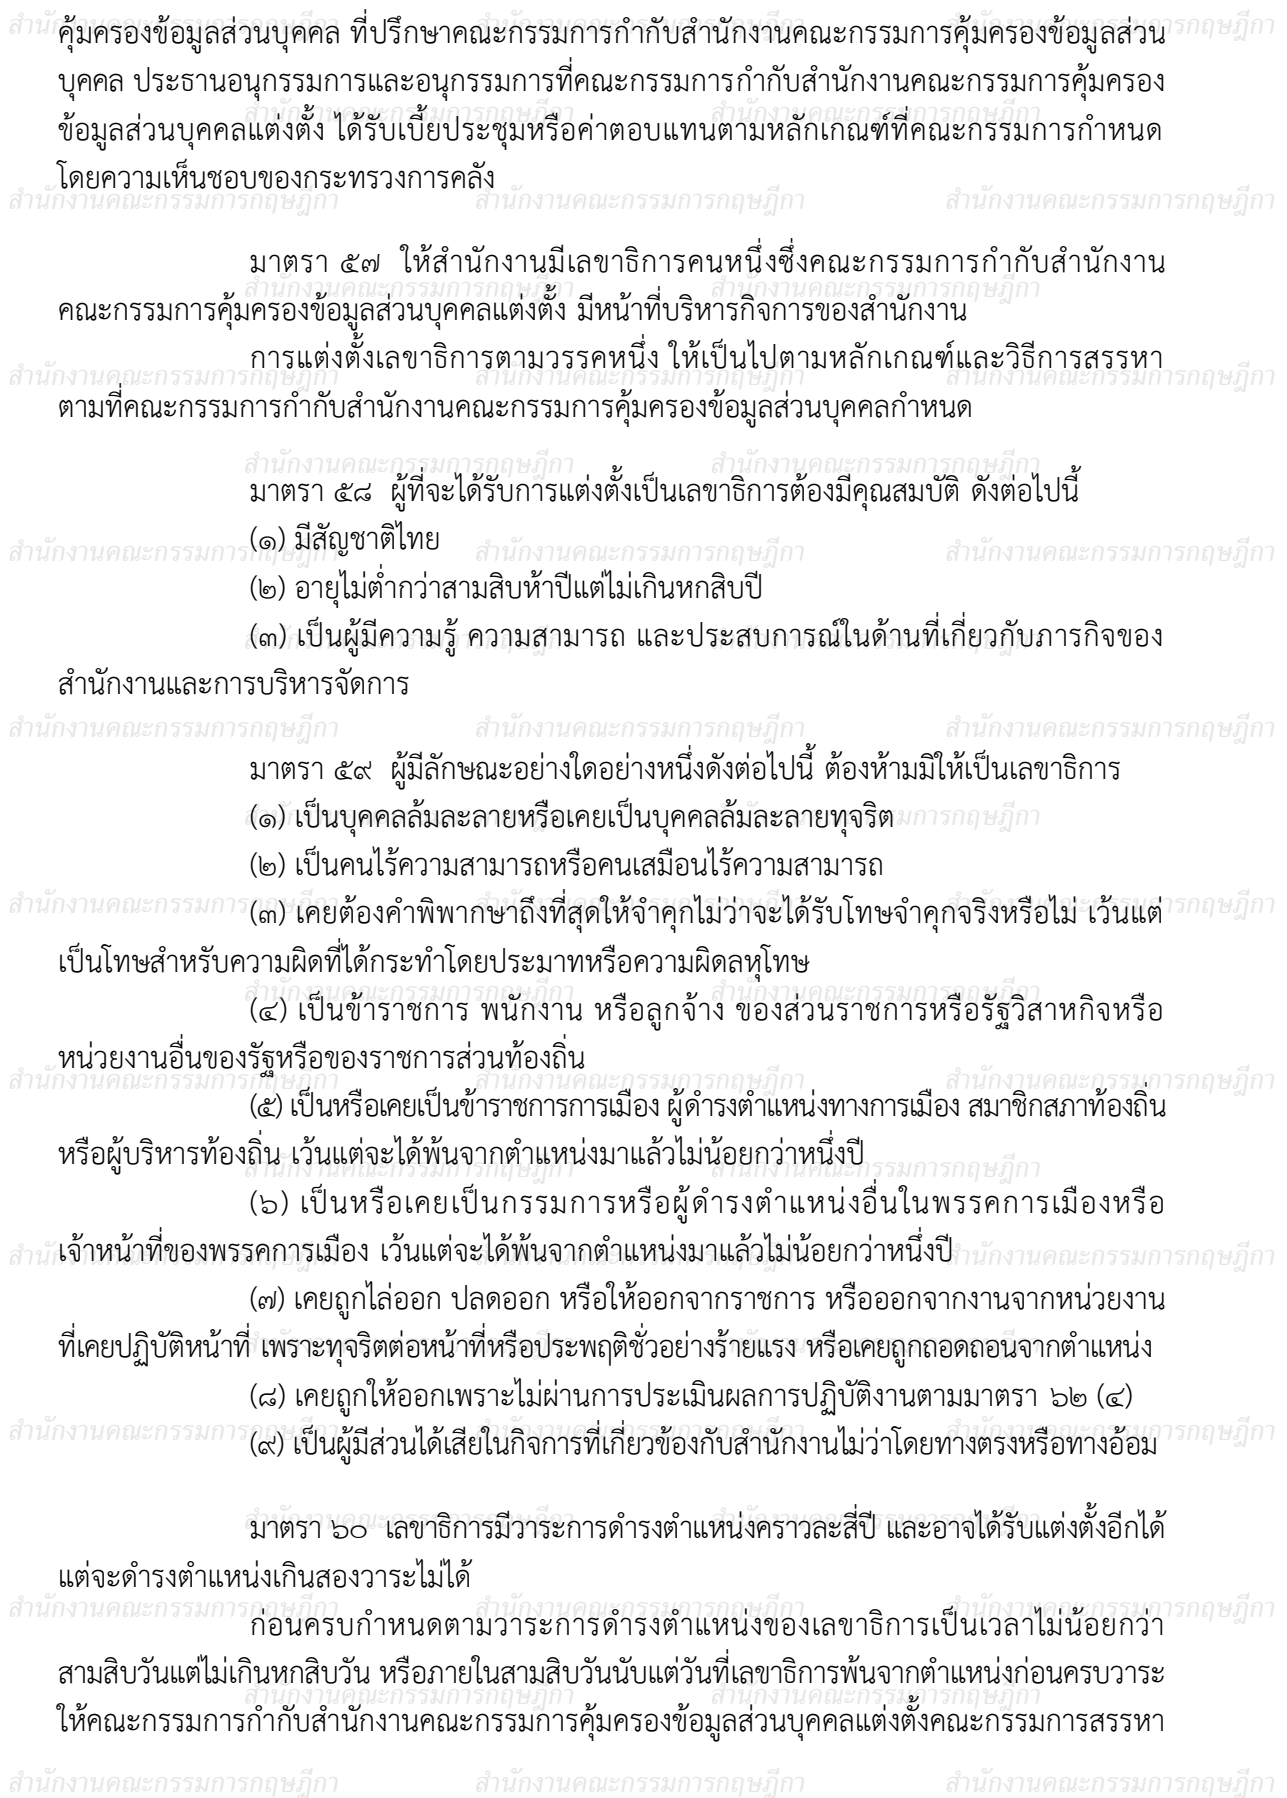 คุ้มครองข้อมูลส่วนบุคคล ที่ปรึกษาคณะกรรมการกำกับสำนักงานคณะกรรมการคุ้มครองข้อมูลส่วน
บุคคล ประธานอนุกรรมการและอนุกรรมการที่คณะกรรมการกำกับสำนักงานคณะกรรมการคุ้มครอง
ข้อมูลส่วนบุคคลแต่งตั้ง ได้รับเบี้ยประชุมหรือค่าตอบแทนตามหลักเกณฑ์ที่คณะกรรมการกำหนด
โดยความเห็นชอบของกระทรวงการคลัง
มาตรา ๕๗ ให้สำนักงานมีเลขาธิการคนหนึ่งซึ่งคณะกรรมการกำกับสำนักงาน
คณะกรรมการคุ้มครองข้อมูลส่วนบุคคลแต่งตั้ง มีหน้าที่บริหารกิจการของสำนักงาน
การแต่งตั้งเลขาธิการตามวรรคหนึ่ง ให้เป็นไปตามหลักเกณฑ์และวิธีการสรรหา
ตามที่คณะกรรมการกำกับสำนักงานคณะกรรมการคุ้มครองข้อมูลส่วนบุคคลกำหนด
มาตรา ๕๘ ผู้ที่จะได้รับการแต่งตั้งเป็นเลขาธิการต้องมีคุณสมบัติ ดังต่อไปนี้
(๑) มีสัญชาติไทย
(๒) อายุไม่ต่ำกว่าสามสิบห้าปีแต่ไม่เกินหกสิบปี
(๓) เป็นผู้มีความรู้ ความสามารถ และประสบการณ์ในด้านที่เกี่ยวกับภารกิจของ
สำนักงานและการบริหารจัดการ
มาตรา ๕๙ ผู้มีลักษณะอย่างใดอย่างหนึ่งดังต่อไปนี้ ต้องห้ามมิให้เป็นเลขาธิการ
(๑) เป็นบุคคลล้มละลายหรือเคยเป็นบุคคลล้มละลายทุจริต
(๒) เป็นคนไร้ความสามารถหรือคนเสมือนไร้ความสามารถ
(๓) เคยต้องคำพิพากษาถึงที่สุดให้จำคุกไม่ว่าจะได้รับโทษจำคุกจริงหรือไม่ เว้นแต่
เป็นโทษสำหรับความผิดที่ได้กระทำโดยประมาทหรือความผิดลหุโทษ
(๔) เป็นข้าราชการ พนักงาน หรือลูกจ้าง ของส่วนราชการหรือรัฐวิสาหกิจหรือ
หน่วยงานอื่นของรัฐหรือของราชการส่วนท้องถิ่น
(๕) เป็นหรือเคยเป็นข้าราชการการเมือง ผู้ดำรงตำแหน่งทางการเมือง สมาชิกสภาท้องถิ่น
หรือผู้บริหารท้องถิ่น เว้นแต่จะได้พ้นจากตำแหน่งมาแล้วไม่น้อยกว่าหนึ่งปี
(๖) เป็นหรือเคยเป็นกรรมการหรือผู้ดำรงตำแหน่งอื่นในพรรคการเมืองหรือ
เจ้าหน้าที่ของพรรคการเมือง เว้นแต่จะได้พ้นจากตำแหน่งมาแล้วไม่น้อยกว่าหนึ่งปี
(๗) เคยถูกไล่ออก ปลดออก หรือให้ออกจากราชการ หรือออกจากงานจากหน่วยงาน
ที่เคยปฏิบัติหน้าที่ เพราะทุจริตต่อหน้าที่หรือประพฤติชั่วอย่างร้ายแรง หรือเคยถูกถอดถอนจากตำแหน่ง
(๘) เคยถูกให้ออกเพราะไม่ผ่านการประเมินผลการปฏิบัติงานตามมาตรา ๖๒ (๔)
(๙) เป็นผู้มีส่วนได้เสียในกิจการที่เกี่ยวข้องกับสำนักงานไม่ว่าโดยทางตรงหรือทางอ้อม
มาตรา ๖๐ เลขาธิการมีวาระการดำรงตำแหน่งคราวละสี่ปี และอาจได้รับแต่งตั้งอีกได้
แต่จะดำรงตำแหน่งเกินสองวาระไม่ได้
ก่อนครบกำหนดตามวาระการดำรงตำแหน่งของเลขาธิการเป็นเวลาไม่น้อยกว่า
สามสิบวันแต่ไม่เกินหกสิบวัน หรือภายในสามสิบวันนับแต่วันที่เลขาธิการพ้นจากตำแหน่งก่อนครบวาระ
ให้คณะกรรมการกำกับสำนักงานคณะกรรมการคุ้มครองข้อมูลส่วนบุคคลแต่งตั้งคณะกรรมการสรรหา
สำนักงานคณะกรรมการกฤษฎีกา สำนักงานคณะกรรมการกฤษฎีกา สำนักงานคณะกรรมการกฤษฎีกา